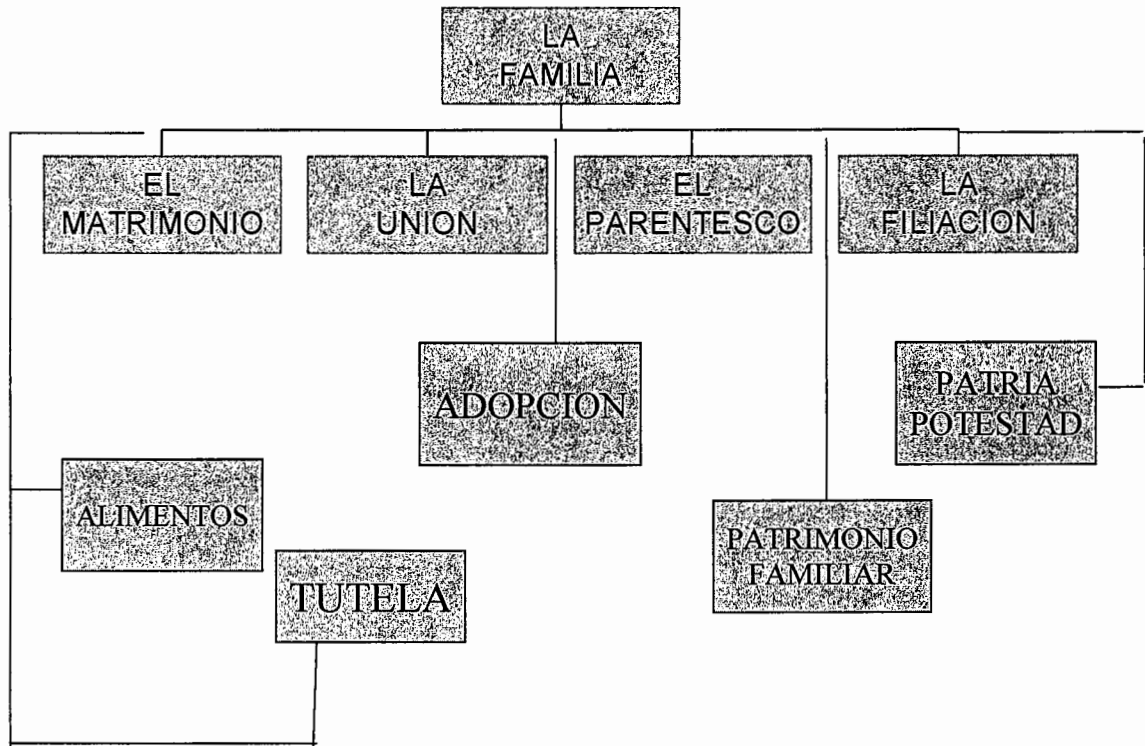 LA
FAMILIA
EL
MATRIMONIO
LA
UNION
EL
PARENTESCO
LA
FILIACION
ADOPCION
PATRIA
POTESTAD
ALIMENTOS
PATRIMONIO
FAMILIAR
TUTELA